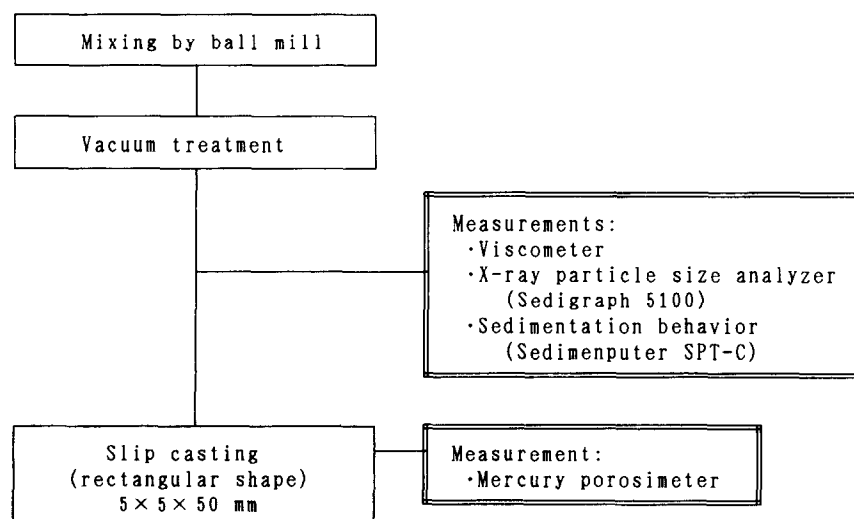 Mixing by ball mill
Vacuum treatment
Measurements:
·Viscometer
·X-ray particle size analyzer
(Sedigraph 5100)
·Sedimentation behavior
(Sedimenputer SPT-C)
Slip casting
(rectangular shape)
5×5×50 mm
Measurement:
·Mercury porosimeter